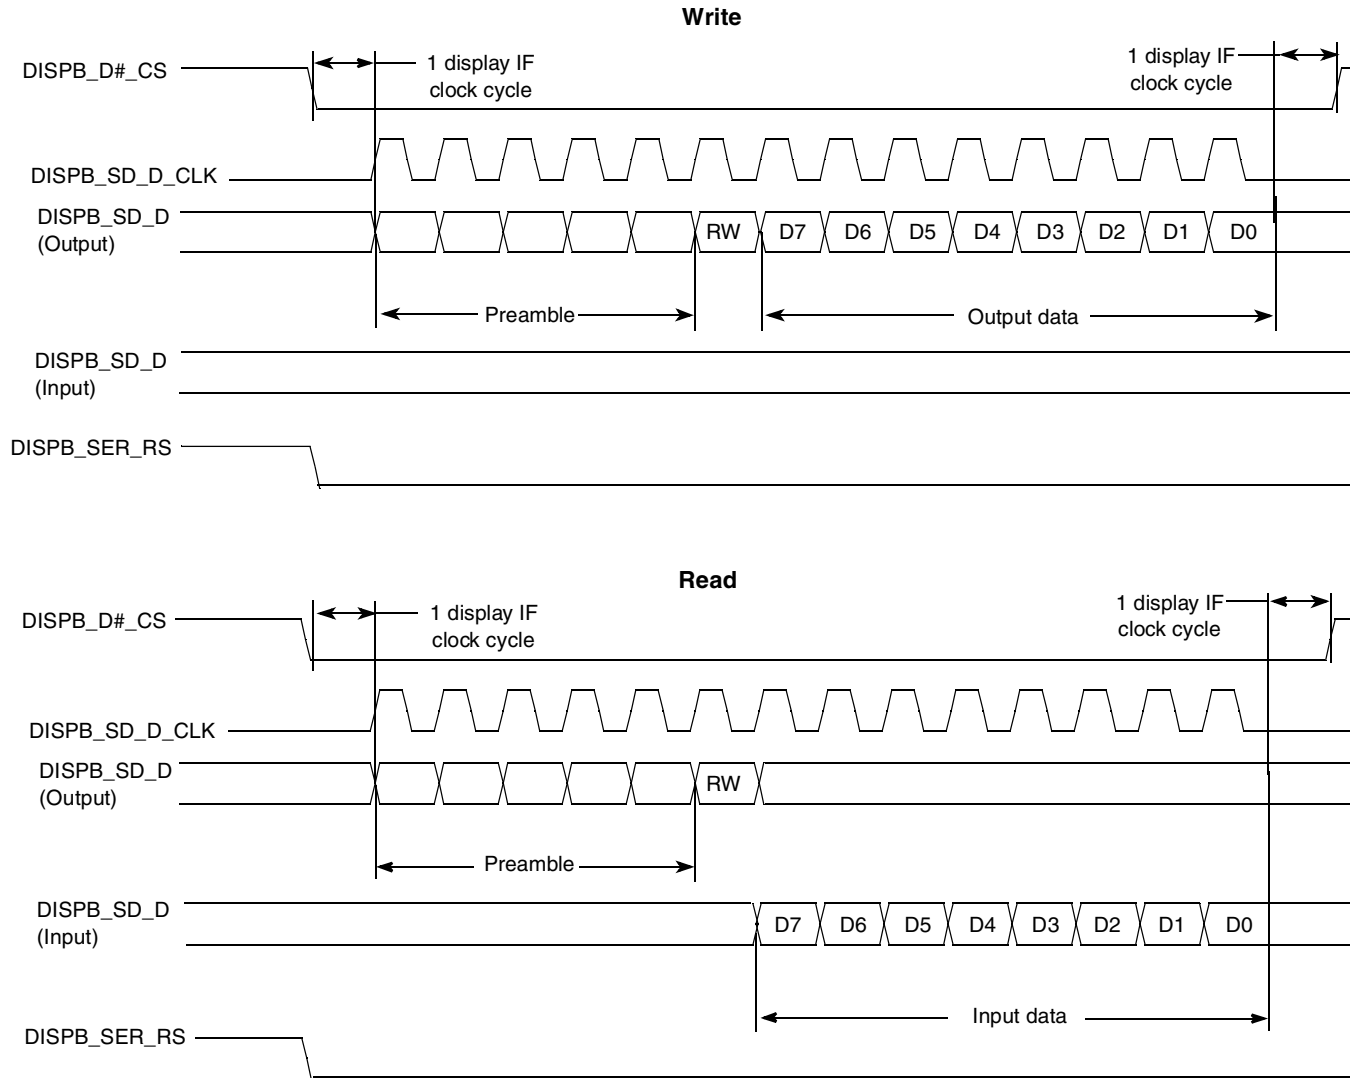 Write
DISPB_D#_CS
1 display IF
clock cycle
1 display IF
clock cycle
DISPB_SD_D_CLK
DISPB_SD_D
(Output)
RW D7 D6 D5 D4 D3 D2 D1 D0
Preamble
Output data
DISPB_SD_D
(Input)
DISPB_SER_RS
Read
DISPB_D#_CS
1 display IF
clock cycle
1 display IF
clock cycle
DISPB_SD_D_CLK
DISPB_SD_D
(Output)
RW
Preamble
DISPB_SD_D
(Input)
D7 D6 D5 D4 D3 D2 D1 D0
Input data
DISPB_SER_RS